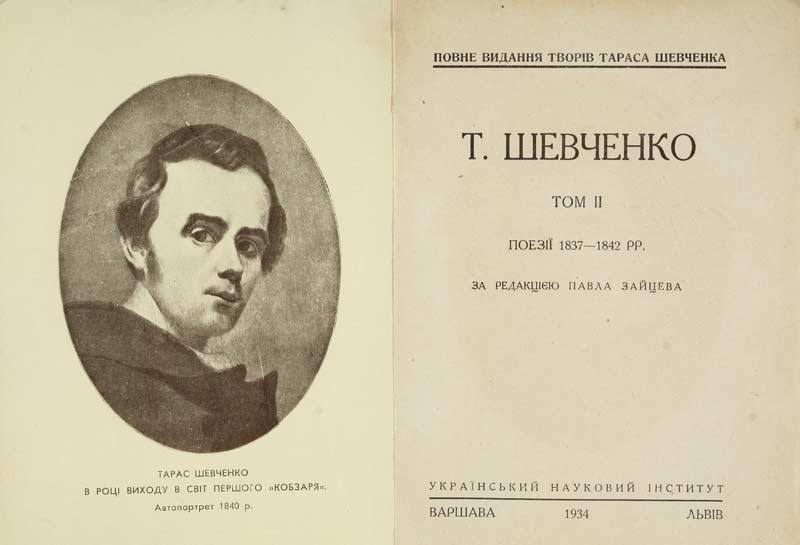 ТАРАС ШЕВЧЕНКО
В РОЦІ ВИХОДУ В СВІТ ПЕРШОГО »КОБЗАРЯ«.
Автопортрет 1840 р.
ПОВНЕ ВИДАННЯ ТВОРІВ ТАРАСА ШЕВЧЕНКА
Т. ШЕВЧЕНКО
ТОМ II
ПОЕЗІЇ 1837—1842 РР.
ЗА РЕДАКЦІЄЮ ПАВЛА ЗАЙЦЕВА
УКРАЇНСЬКИЙ НАУКОВИЙ ІНСТИТУТ
ВАРШАВА 1934 ЛЬВІВ